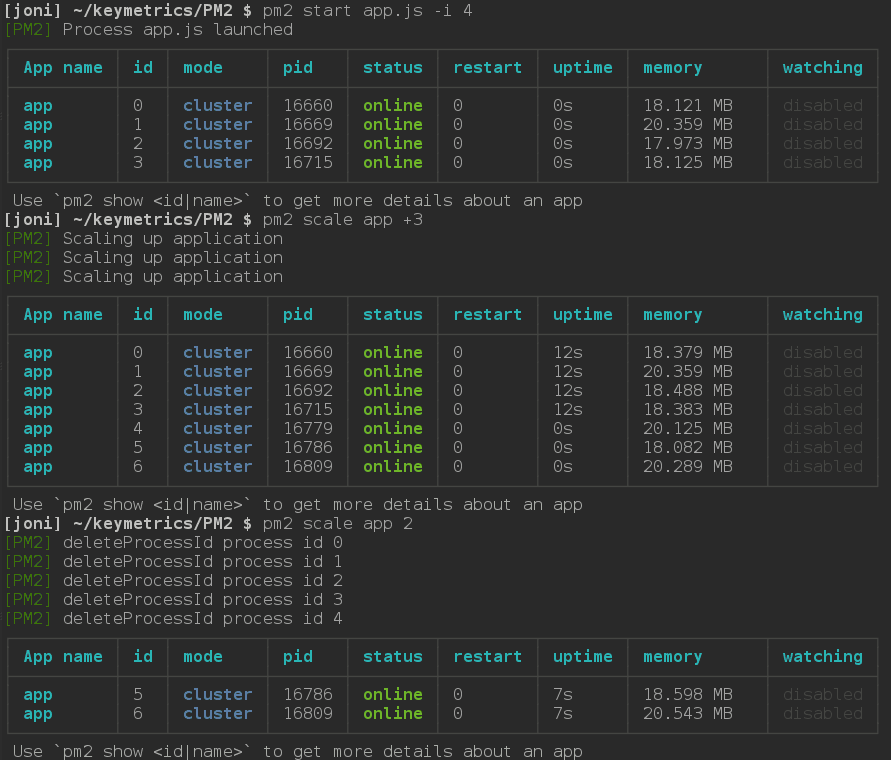 [joni] ~/keymetrics/PM2 $ pm2 start app.js -i 4
[PM2] Process app.js launched
App name id mode pid status restart uptime memory watching
app 0 cluster 16660 online 0 0s 18.121 MB disabled
app 1 cluster 16669 online 0 0s 20.359 MB disabled
app 2 cluster 16692 online 0 0s 17.973 MB disabled
app 3 cluster 16715 online 0 0s 18.125 MB disabled
Use `pm2 show <id|name>` to get more details about an app
[joni] ~/keymetrics/PM2 $ pm2 scale app +3
[PM2] Scaling up application
[PM2] Scaling up application
[PM2] Scaling up application
App name id mode pid status restart uptime memory watching
app 0 cluster 16660 online 0 12s 18.379 MB disabled
app 1 cluster 16669 online 0 12s 20.359 MB disabled
app 2 cluster 16692 online 0 12s 18.488 MB disabled
app 3 cluster 16715 online 0 12s 18.383 MB disabled
app 4 cluster 16779 online 0 0s 20.125 MB disabled
app 5 cluster 16786 online 0 0s 18.082 MB disabled
app 6 cluster 16809 online 0 0s 20.289 MB disabled
Use `pm2 show <id|name>` to get more details about an app
[joni] ~/keymetrics/PM2 $ pm2 scale app 2
[PM2] deleteProcessId process id 0
[PM2] deleteProcessId process id 1
[PM2] deleteProcessId process id 2
[PM2] deleteProcessId process id 3
[PM2] deleteProcessId process id 4
App name id mode pid status restart uptime memory watching
app 5 cluster 16786 online 0 7s 18.598 MB disabled
app 6 cluster 16809 online 0 7s 20.543 MB disabled
Use `pm2 show <id|name>` to get more details about an app